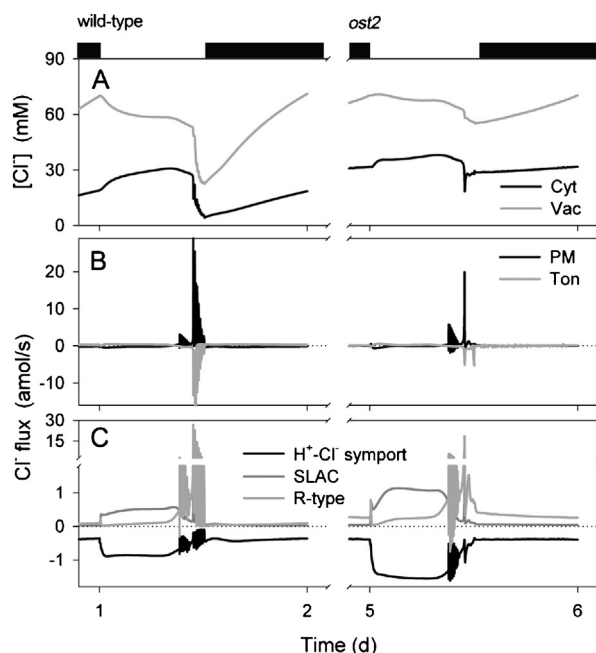 wild-type
ost2
A
90
60
30
0
[Cl⁻] (mM)
Cyt
Vac
B
20
10
0
-10
PM
Ton
Cl⁻ flux (amol/s)
C
30
15
1
0
-1
H⁺-Cl⁻ symport
SLAC
R-type
1
2
5
6
Time (d)